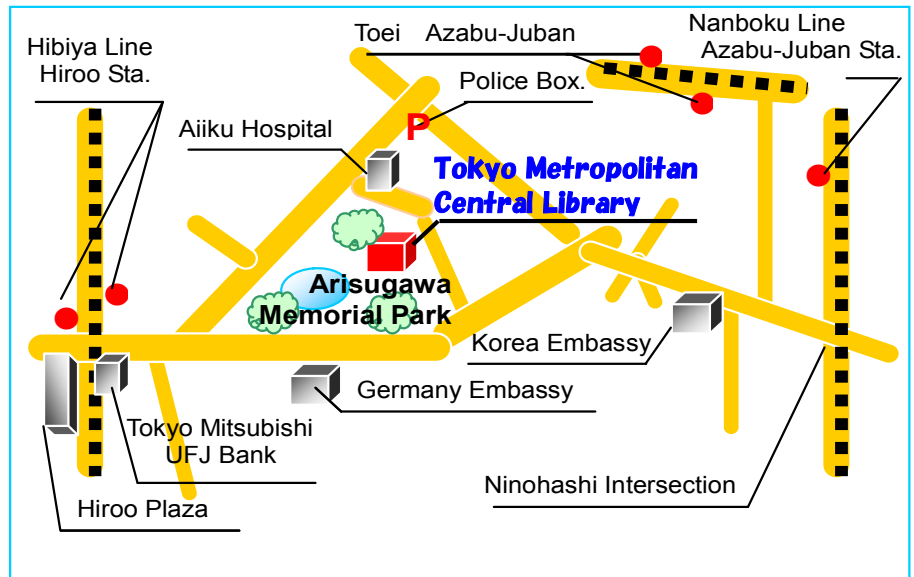 Hibiya Line
Hiroo Sta.
Toei Azabu-Juban
Nanboku Line
Azabu-Juban Sta.
Police Box.
P
Aiiku Hospital
Tokyo Metropolitan
Central Library
Arisugawa
Memorial Park
Korea Embassy
Germany Embassy
Tokyo Mitsubishi
UFJ Bank
Ninohashi Intersection
Hiroo Plaza